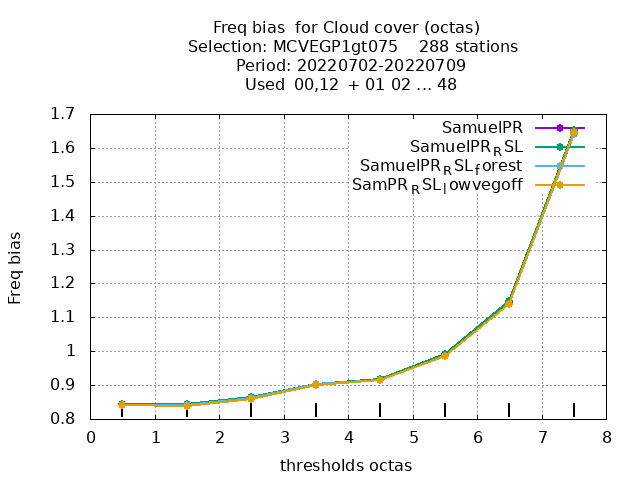 Freq bias  for Cloud cover (octas)
Selection: MCVEGP1gt075    288 stations
Period: 20220702-20220709
Used  00,12  + 01 02 ... 48
1.7
1.6
1.5
1.4
1.3
1.2
1.1
1
0.9
0.8
Freq bias
SamuelPR
SamuelPR_RSL
SamuelPR_RSL_forest
SamPR_RSL_lowvegoff
0 1 2 3 4 5 6 7 8
thresholds octas